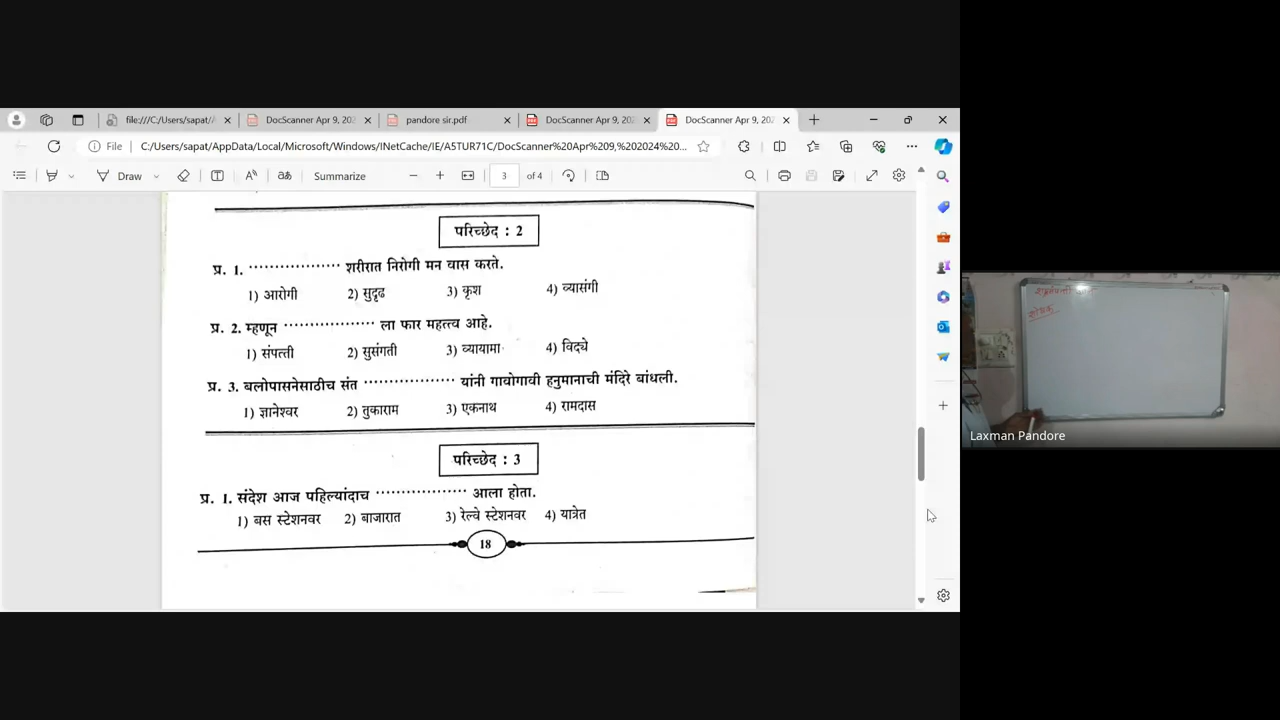 file:///C:/Users/sapat/A
DocScanner Apr 9, 202
pandore sir.pdf
DocScanner Apr 9, 202
DocScanner Apr 9, 202
File
C:/Users/sapat/AppData/Local/Microsoft/Windows/INetCache/IE/A5TUR71C/DocScanner%20Apr%209,%202024%20...
Draw
Summarize
3 of 4
परिच्छेद : 2
प्र. 1. .................. शरीरात निरोगी मन वास करते.
1) आरोगी 2) सुदृढ 3) कृश 4) व्यासंगी
प्र. 2. म्हणून .................. ला फार महत्त्व आहे.
1) संपत्ती 2) सुसंगती 3) व्यायामा 4) विद्ये
प्र. 3. बलोपासनेसाठीच संत .................. यांनी गावोगावी हनुमानाची मंदिरे बांधली.
1) ज्ञानेश्वर 2) तुकाराम 3) एकनाथ 4) रामदास
परिच्छेद : 3
प्र. 1. संदेश आज पहिल्यांदाच .................. आला होता.
1) बस स्टेशनवर 2) बाजारात 3) रेल्वे स्टेशनवर 4) यात्रेत
18
Laxman Pandore